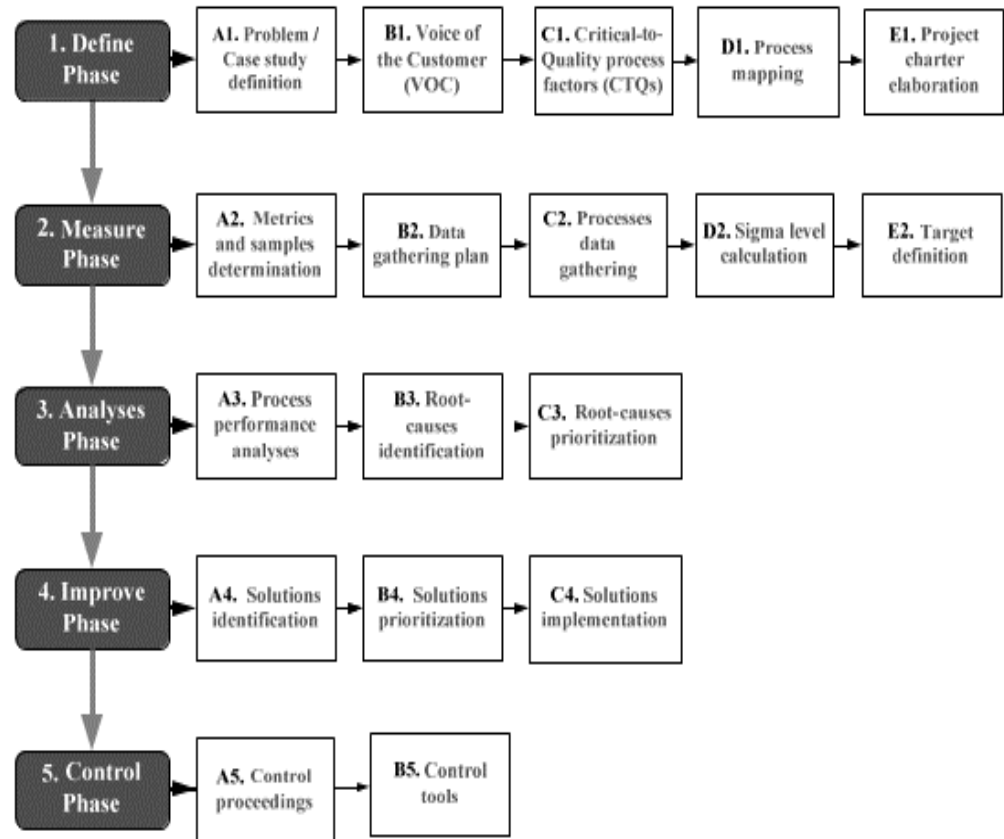 1. Define
Phase
A1. Problem /
Case study
definition
B1. Voice of
the Customer
(VOC)
C1. Critical-to-
Quality process
factors (CTQs)
D1. Process
mapping
E1. Project
charter
elaboration
2. Measure
Phase
A2. Metrics
and samples
determination
B2. Data
gathering plan
C2. Processes
data
gathering
D2. Sigma level
calculation
E2. Target
definition
3. Analyses
Phase
A3. Process
performance
analyses
B3. Root-
causes
identification
C3. Root-causes
prioritization
4. Improve
Phase
A4. Solutions
identification
B4. Solutions
prioritization
C4. Solutions
implementation
5. Control
Phase
A5. Control
proceedings
B5. Control
tools